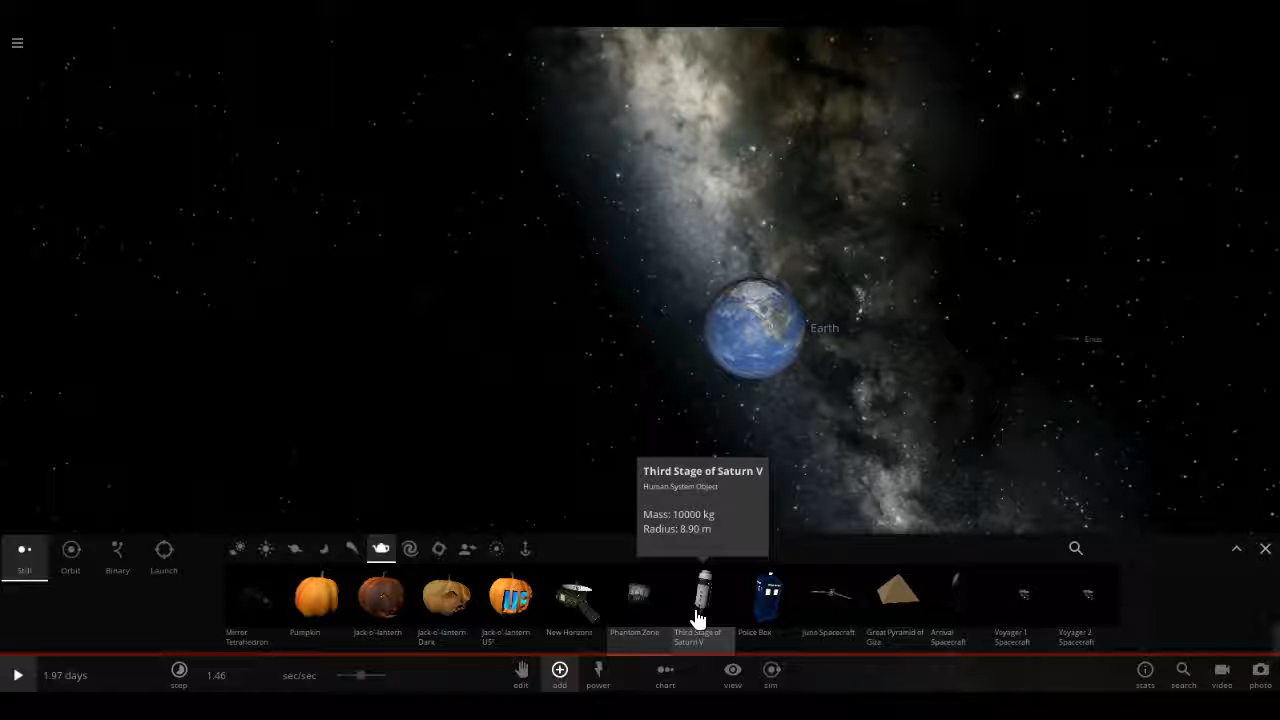 Earth
Enus
Third Stage of Saturn V
Human System Object
Mass: 10000 kg
Radius: 8.90 m
Still
Orbit
Binary
Launch
Mirror
Tetrahedron
Pumpkin
Jack-o'-lantern
Jack-o'-lantern
Dark
Jack-o'-lantern
US²
New Horizons
Phantom Zone
Third Stage of
Saturn V
Police Box
Juno Spacecraft
Great Pyramid of
Giza
Arrival
Spacecraft
Voyager 1
Spacecraft
Voyager 2
Spacecraft
1.97 days
step
1.46
sec/sec
edit
add
power
chart
view
sim
stats
search
video
photo